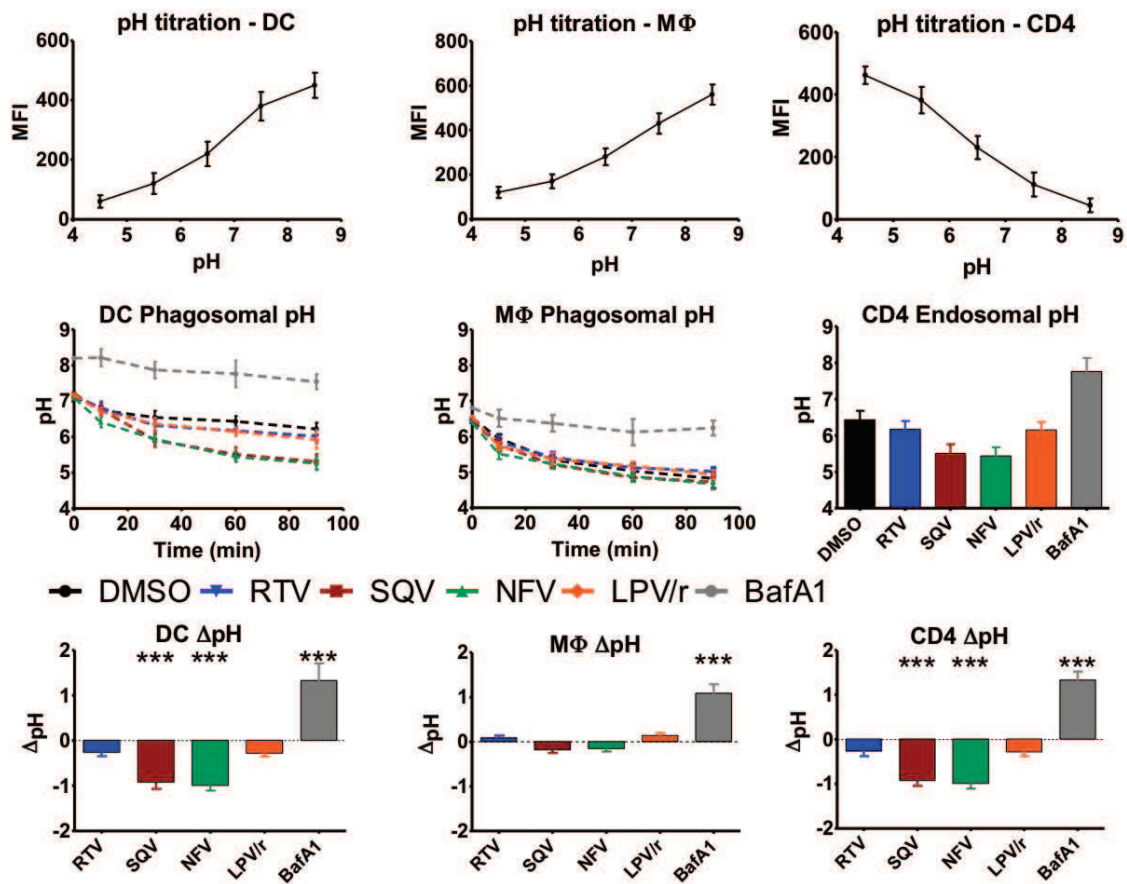 pH titration - DC
pH titration - MΦ
pH titration - CD4
600
400
200
0
MFI
4 5 6 7 8 9
pH
800
600
400
200
0
MFI
4 5 6 7 8 9
pH
600
400
200
0
MFI
4 5 6 7 8 9
pH
DC Phagosomal pH
MΦ Phagosomal pH
CD4 Endosomal pH
9
8
7
6
5
4
pH
0 20 40 60 80 100
Time (min)
9
8
7
6
5
4
pH
0 20 40 60 80 100
Time (min)
9
8
7
6
5
4
pH
DMSO
RTV
SQV
NFV
LPV/r
BafA1
DMSO RTV SQV NFV LPV/r BafA1
DC ΔpH
MΦ ΔpH
CD4 ΔpH
2
1
0
-1
-2
ΔpH
*** *** ***
RTV
SQV
NFV
LPV/r
BafA1
2
1
0
-1
-2
ΔpH
***
RTV
SQV
NFV
LPV/r
BafA1
2
1
0
-1
-2
ΔpH
*** *** ***
RTV
SQV
NFV
LPV/r
BafA1